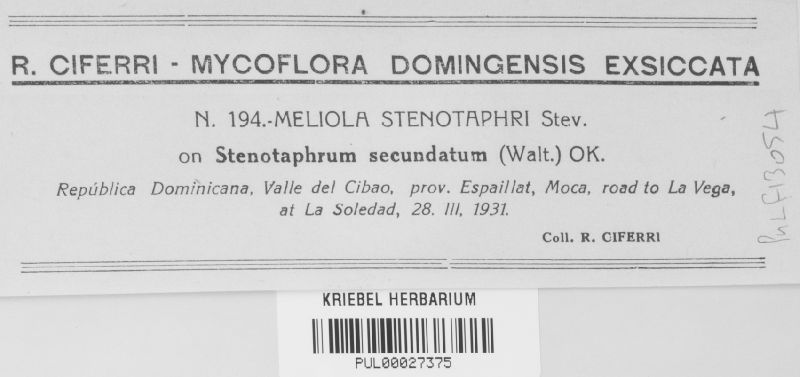 R. CIFERRI - MYCOFLORA DOMINGENSIS EXSICCATA
N. 194.-MELIOLA STENOTAPHRI Stev.
on Stenotaphrum secundatum (Walt.) OK.
República Dominicana, Valle del Cibao, prov. Espaillat, Moca, road to La Vega,
at La Soledad, 28. III, 1931.
Coll. R. CIFERRI
PULF13054
KRIEBEL HERBARIUM
PUL00027375